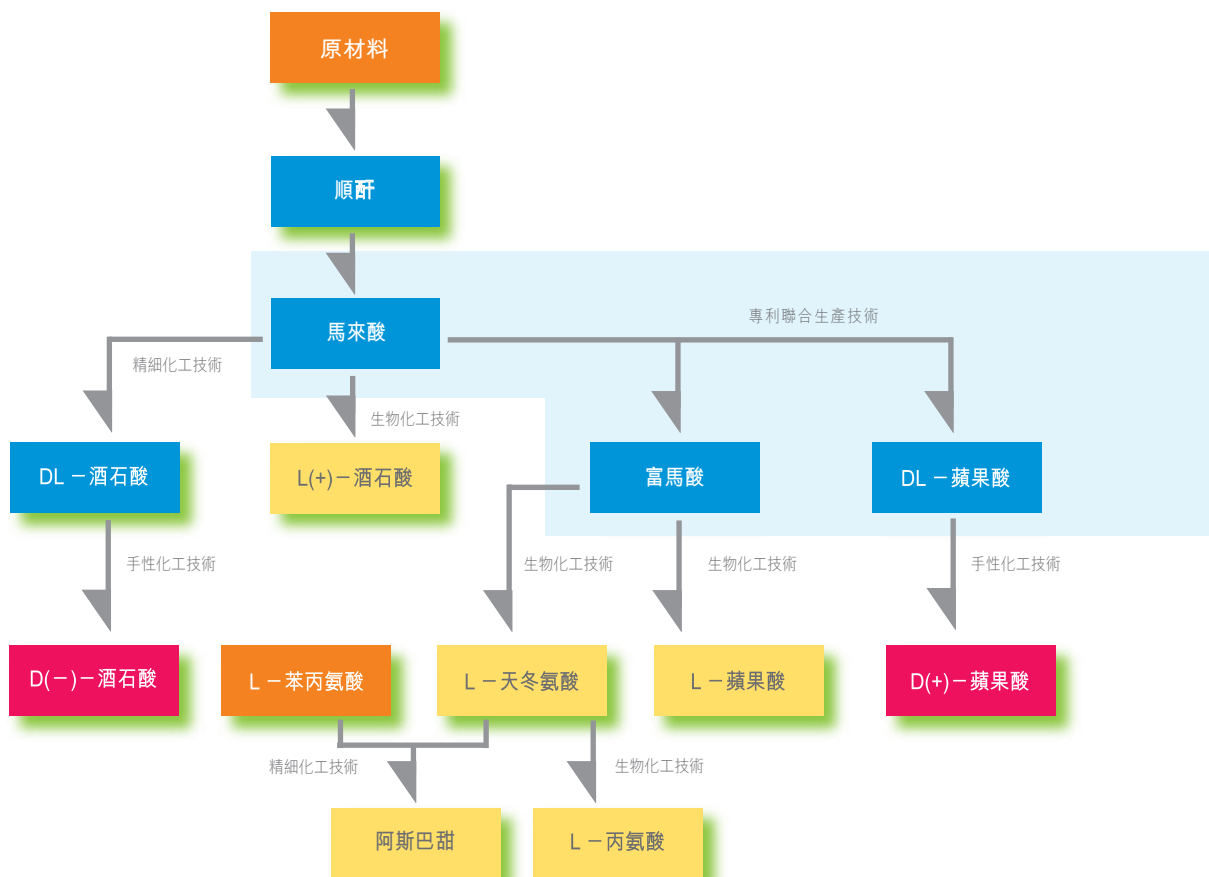 原材料
順酐
馬來酸
專利聯合生產技術
精細化工技術
生物化工技術
DL －酒石酸
L(+)－酒石酸
富馬酸
DL －蘋果酸
手性化工技術
生物化工技術
生物化工技術
手性化工技術
D(－)－酒石酸
L －苯丙氨酸
L －天冬氨酸
L －蘋果酸
D(+)－蘋果酸
精細化工技術
生物化工技術
阿斯巴甜
L －丙氨酸